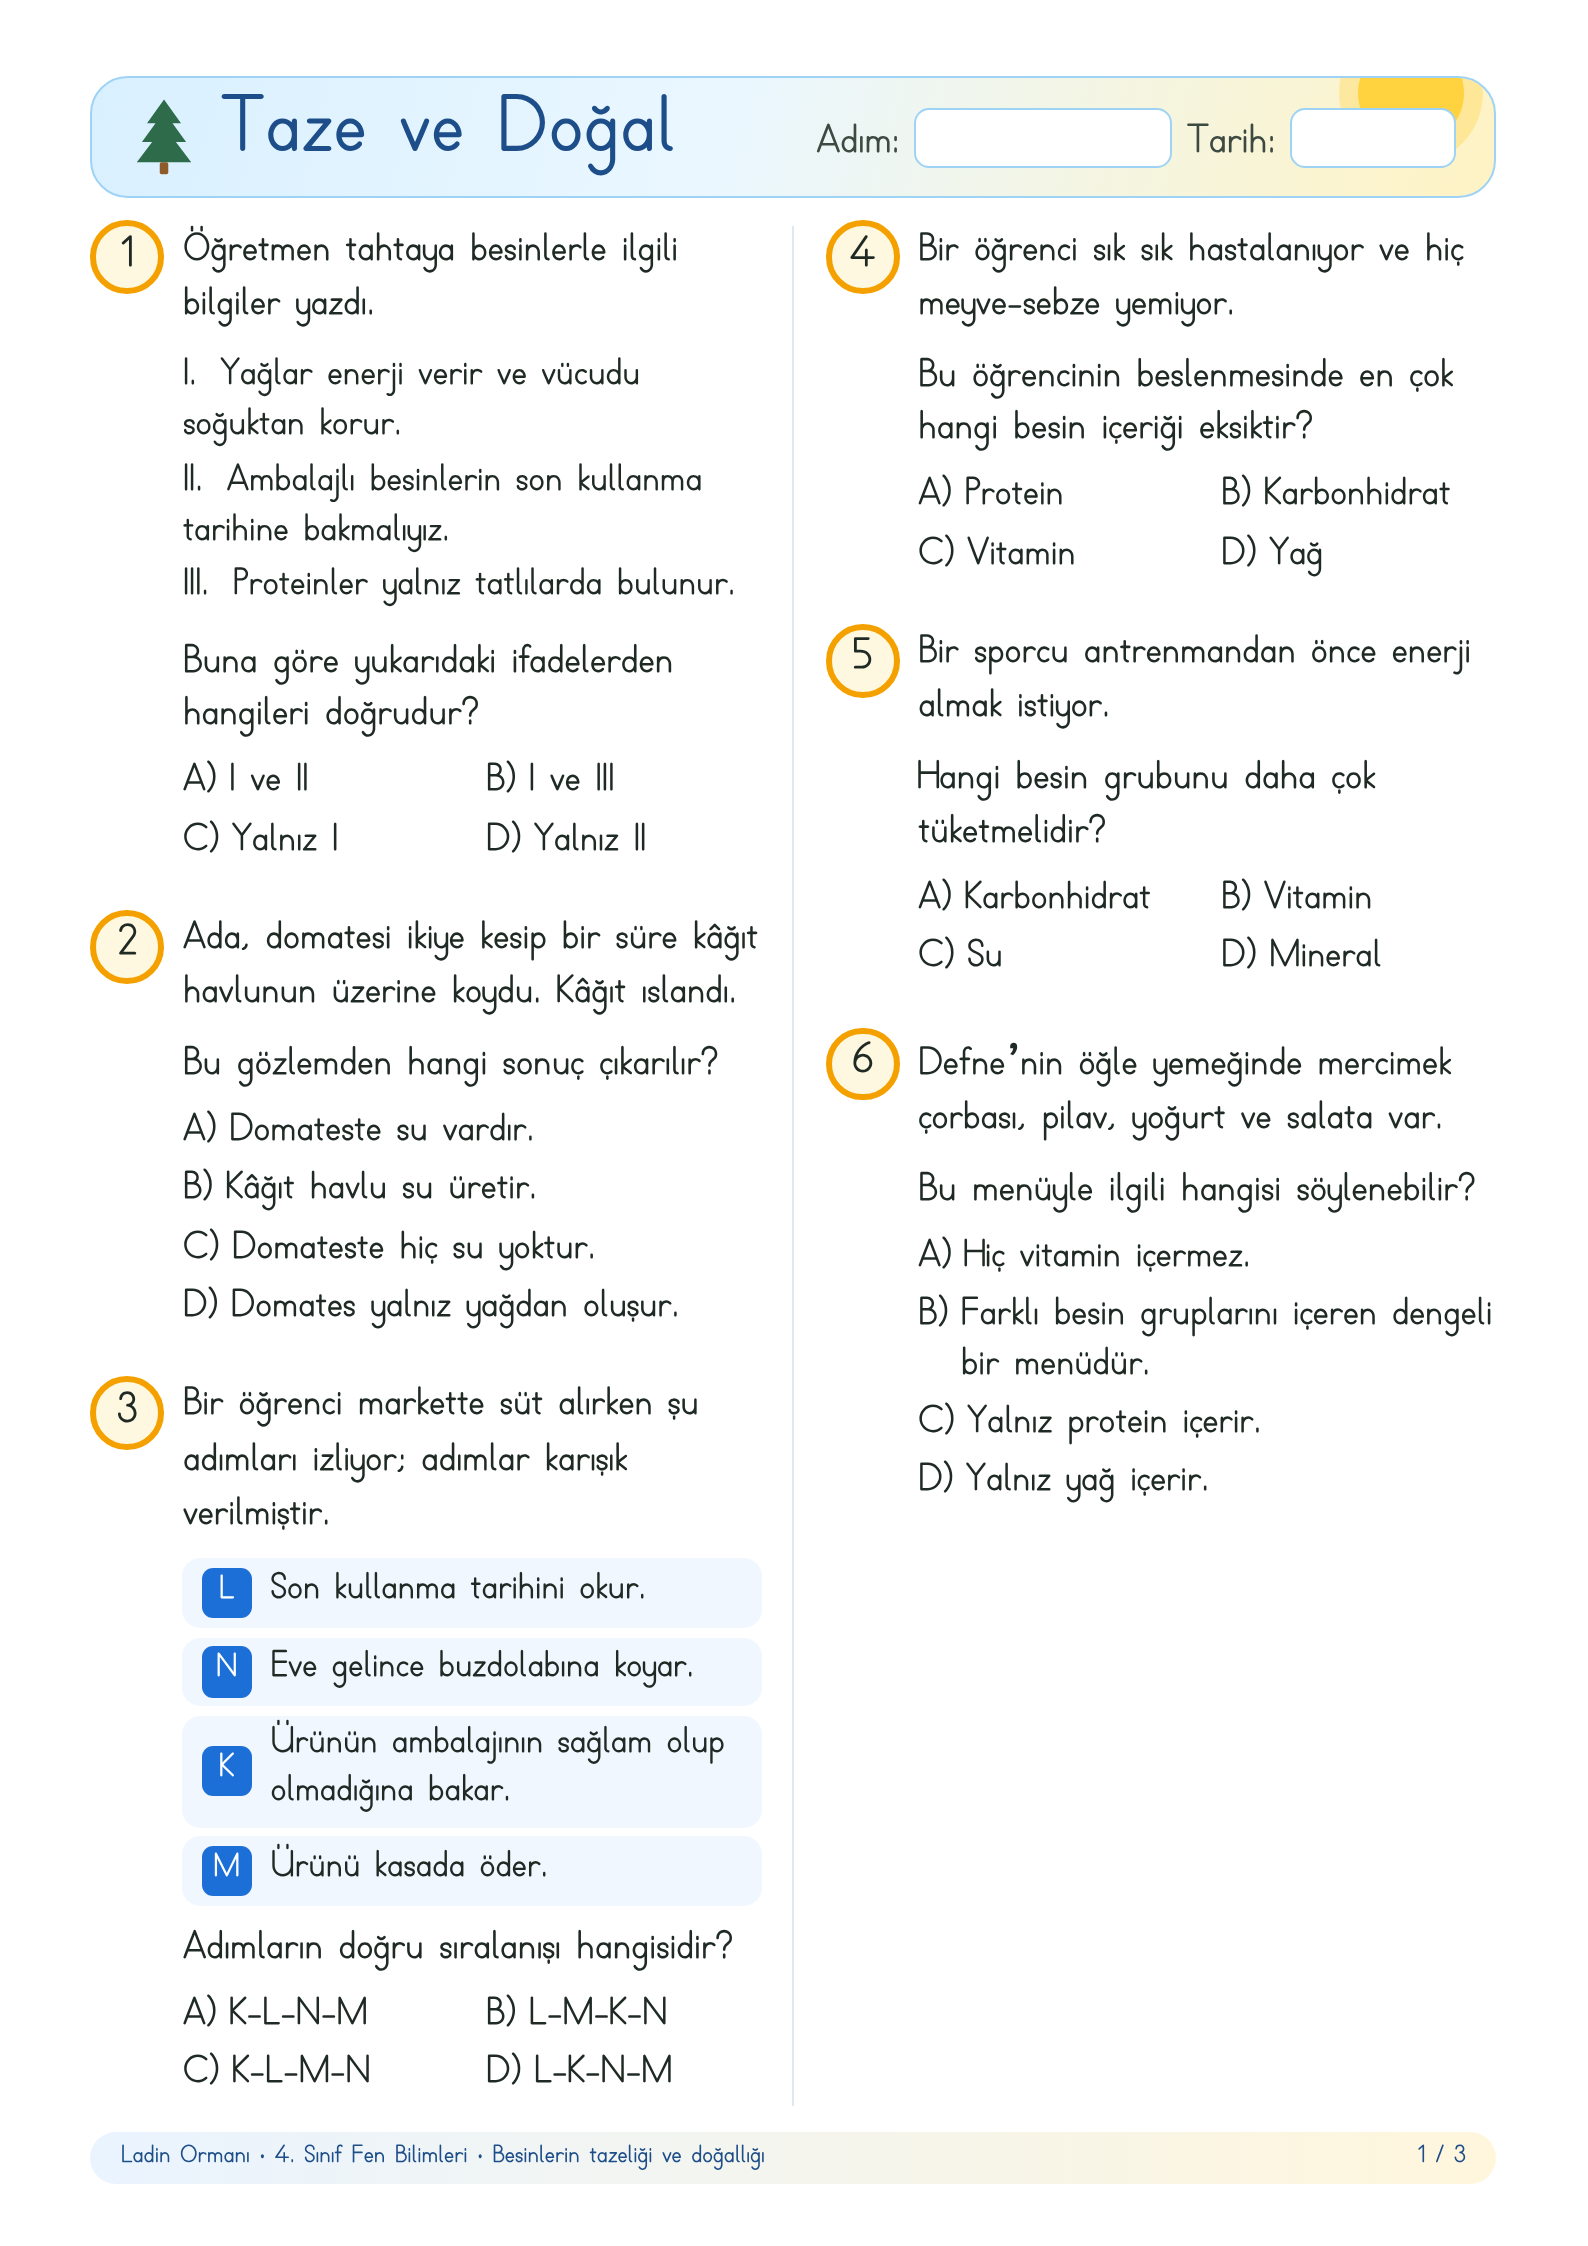 Taze ve Doğal
Adım:
Tarih:
1
Öğretmen tahtaya besinlerle ilgili
bilgiler yazdı.
I. Yağlar enerji verir ve vücudu
soğuktan korur.
II. Ambalajlı besinlerin son kullanma
tarihine bakmalıyız.
III. Proteinler yalnız tatlılarda bulunur.
Buna göre yukarıdaki ifadelerden
hangileri doğrudur?
A) I ve II
B) I ve III
C) Yalnız I
D) Yalnız II
2
Ada, domatesi ikiye kesip bir süre kâğıt
havlunun üzerine koydu. Kâğıt ıslandı.
Bu gözlemden hangi sonuç çıkarılır?
A) Domateste su vardır.
B) Kâğıt havlu su üretir.
C) Domateste hiç su yoktur.
D) Domates yalnız yağdan oluşur.
3
Bir öğrenci markette süt alırken şu
adımları izliyor; adımlar karışık
verilmiştir.
L Son kullanma tarihini okur.
N Eve gelince buzdolabına koyar.
K Ürünün ambalajının sağlam olup
olmadığına bakar.
M Ürünü kasada öder.
Adımların doğru sıralanışı hangisidir?
A) K-L-N-M
B) L-M-K-N
C) K-L-M-N
D) L-K-N-M
4
Bir öğrenci sık sık hastalanıyor ve hiç
meyve-sebze yemiyor.
Bu öğrencinin beslenmesinde en çok
hangi besin içeriği eksiktir?
A) Protein
B) Karbonhidrat
C) Vitamin
D) Yağ
5
Bir sporcu antrenmandan önce enerji
almak istiyor.
Hangi besin grubunu daha çok
tüketmelidir?
A) Karbonhidrat
B) Vitamin
C) Su
D) Mineral
6
Defne’nin öğle yemeğinde mercimek
çorbası, pilav, yoğurt ve salata var.
Bu menüyle ilgili hangisi söylenebilir?
A) Hiç vitamin içermez.
B) Farklı besin gruplarını içeren dengeli
bir menüdür.
C) Yalnız protein içerir.
D) Yalnız yağ içerir.
Ladin Ormanı • 4. Sınıf Fen Bilimleri • Besinlerin tazeliği ve doğallığı
1 / 3